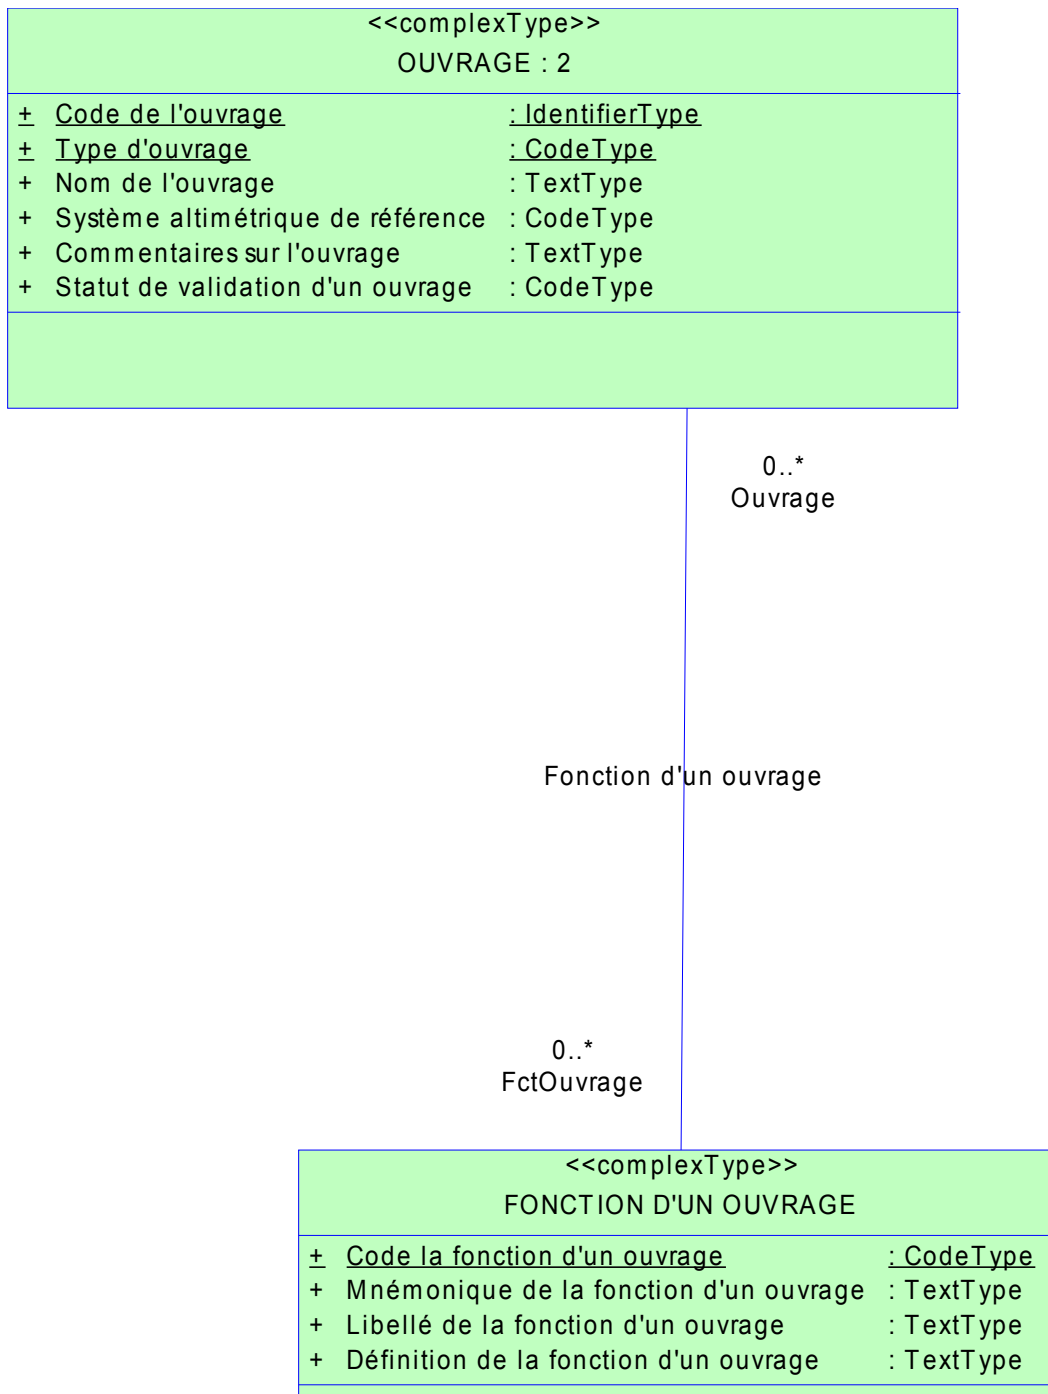 <<complexType>>
OUVRAGE : 2
+ Code de l'ouvrage : IdentifierType
+ Type d'ouvrage : CodeType
+ Nom de l'ouvrage : TextType
+ Système altimétrique de référence : CodeType
+ Commentaires sur l'ouvrage : TextType
+ Statut de validation d'un ouvrage : CodeType
0..*
Ouvrage
Fonction d'un ouvrage
0..*
FctOuvrage
<<complexType>>
FONCTION D'UN OUVRAGE
+ Code la fonction d'un ouvrage : CodeType
+ Mnémonique de la fonction d'un ouvrage : TextType
+ Libellé de la fonction d'un ouvrage : TextType
+ Définition de la fonction d'un ouvrage : TextType